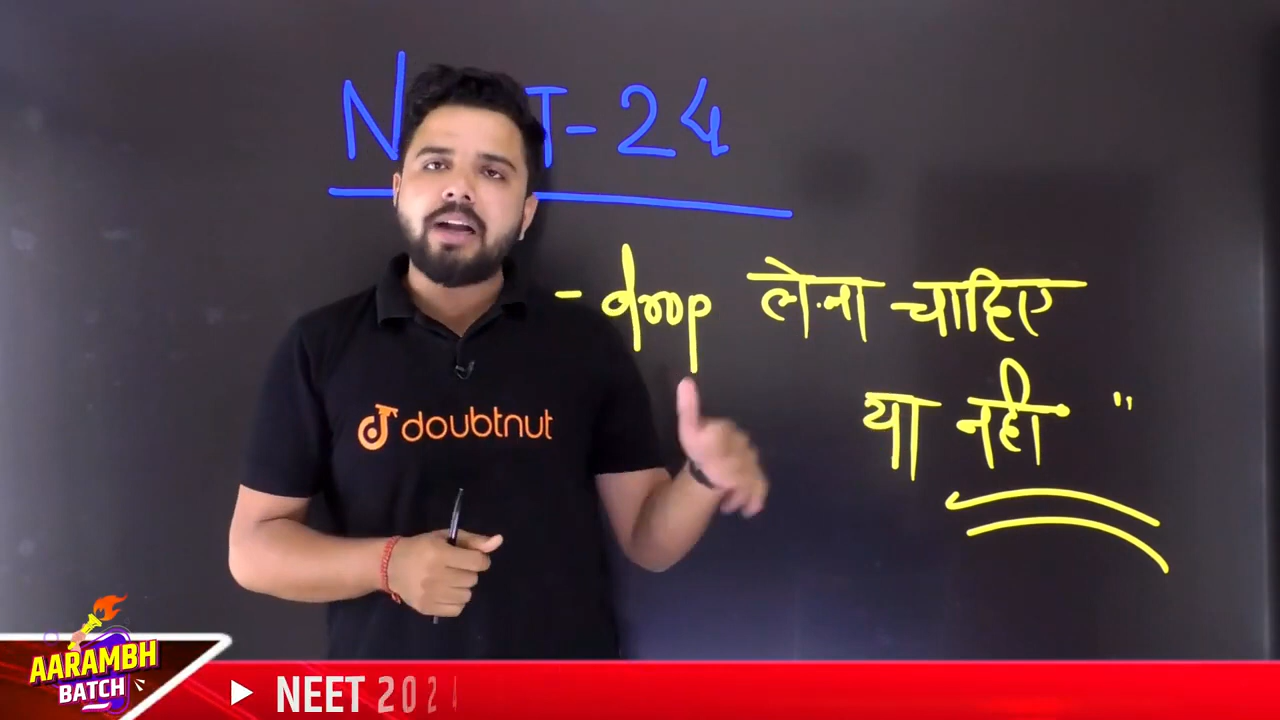 N T-24
- drop लेना चाहिए
या नही "
doubtnut
AARAMBH
BATCH
NEET 202